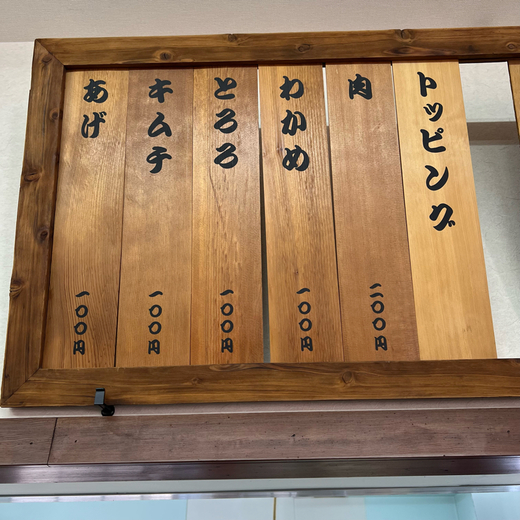 トッピング
肉 二〇〇円
わかめ 一〇〇円
とろろ 一〇〇円
キムチ 一〇〇円
あげ 一〇〇円